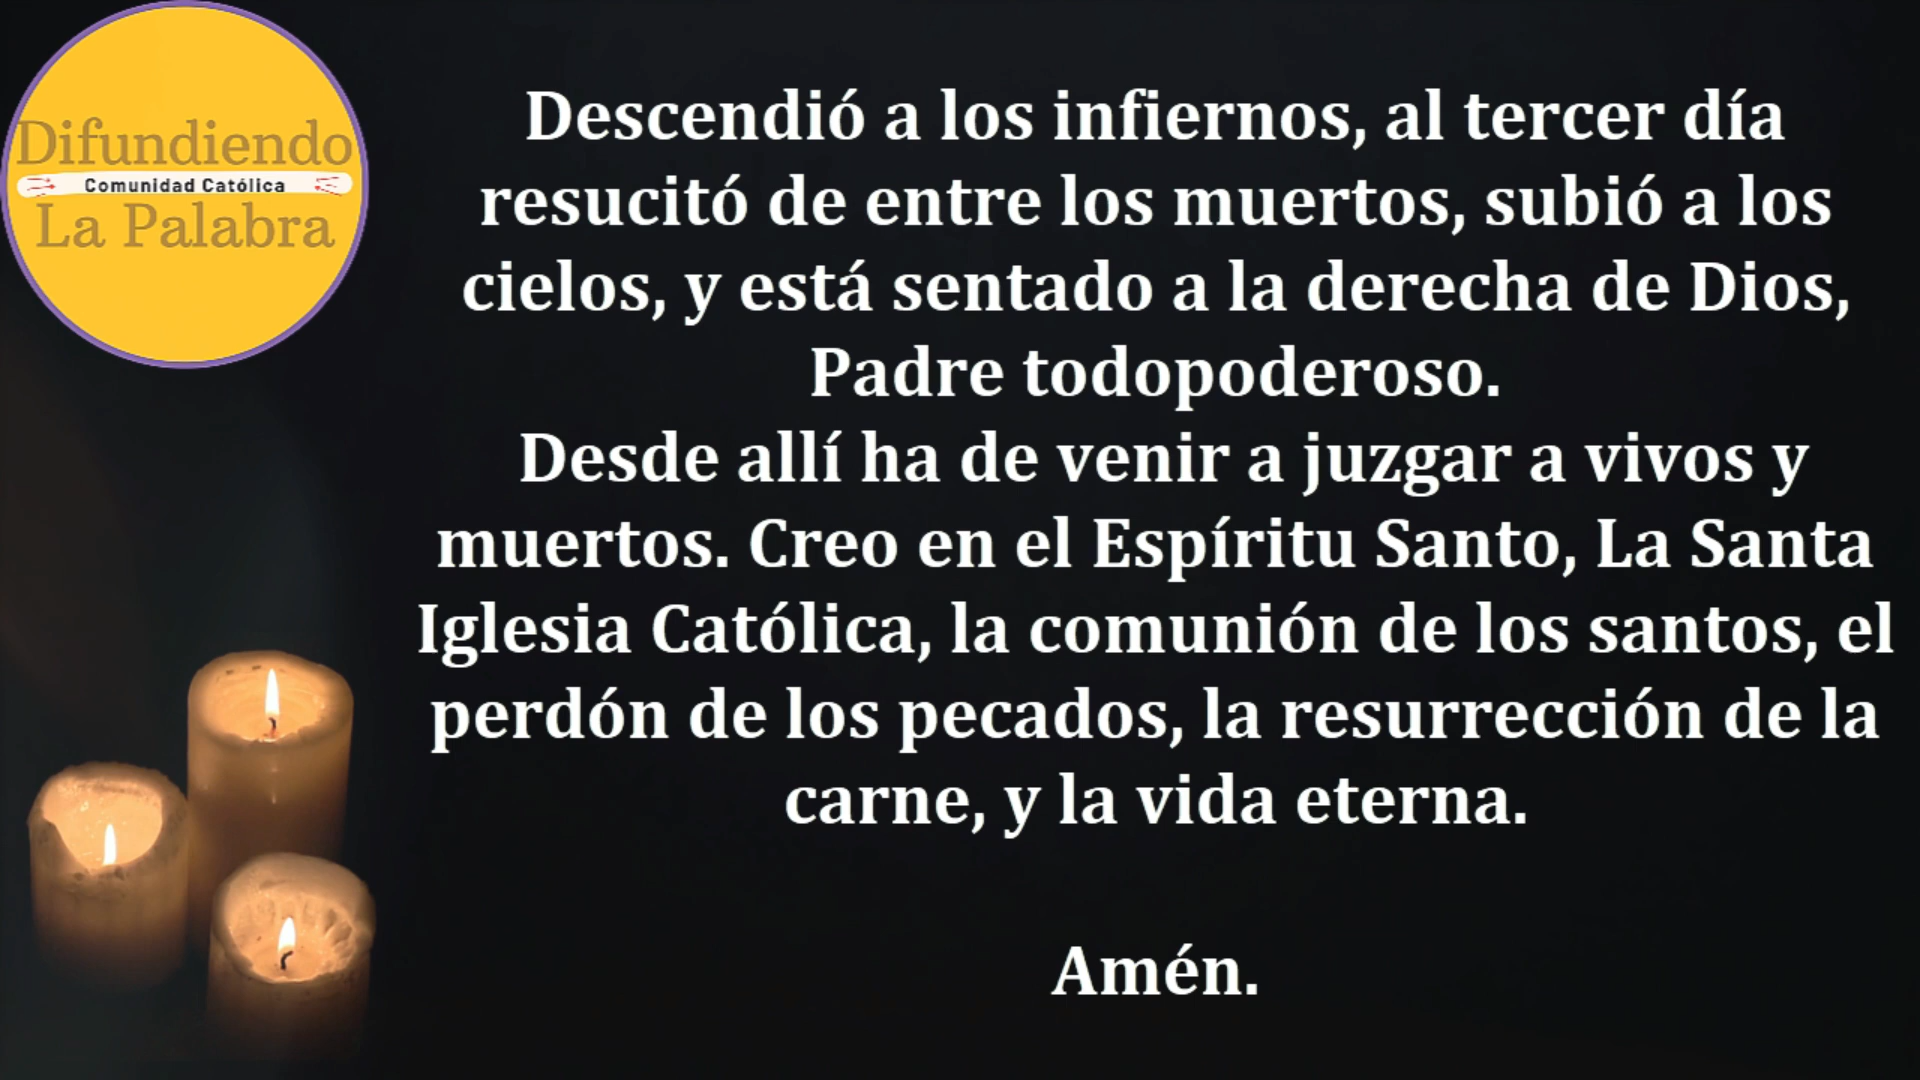 Difundiendo
Comunidad Católica
La Palabra
Descendió a los infiernos, al tercer día
resucitó de entre los muertos, subió a los
cielos, y está sentado a la derecha de Dios,
Padre todopoderoso.
Desde allí ha de venir a juzgar a vivos y
muertos. Creo en el Espíritu Santo, La Santa
Iglesia Católica, la comunión de los santos, el
perdón de los pecados, la resurrección de la
carne, y la vida eterna.
Amén.